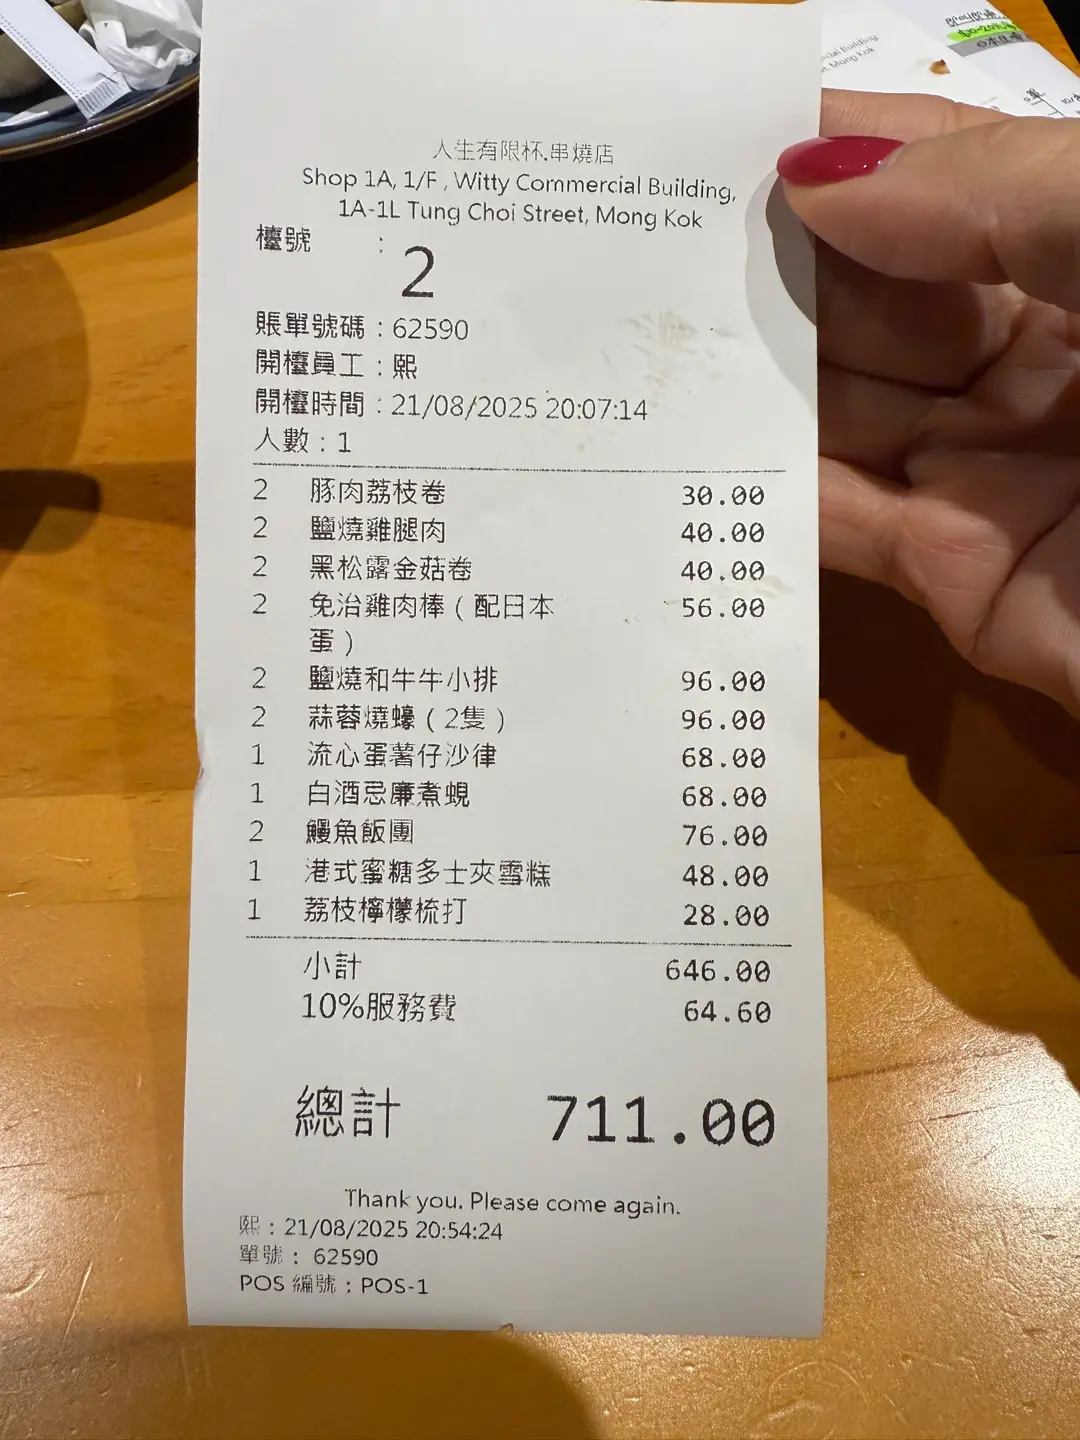 人生有限杯.串燒店
Shop 1A, 1/F , Witty Commercial Building,
1A-1L Tung Choi Street, Mong Kok
檯號 : 2
賬單號碼 : 62590
開檯員工 : 熙
開檯時間 : 21/08/2025 20:07:14
人數 : 1
2 豚肉荔枝卷 30.00
2 鹽燒雞腿肉 40.00
2 黑松露金菇卷 40.00
2 免治雞肉棒 ( 配日本 56.00
蛋 )
2 鹽燒和牛牛小排 96.00
2 蒜蓉燒蠔 ( 2隻 ) 96.00
1 流心蛋薯仔沙律 68.00
1 白酒忌廉煮蜆 68.00
2 鰻魚飯團 76.00
1 港式蜜糖多士夾雪糕 48.00
1 荔枝檸檬梳打 28.00
小計 646.00
10%服務費 64.60
總計 711.00
Thank you. Please come again.
熙 : 21/08/2025 20:54:24
單號 : 62590
POS 編號 : POS-1
Building
Mong Kok